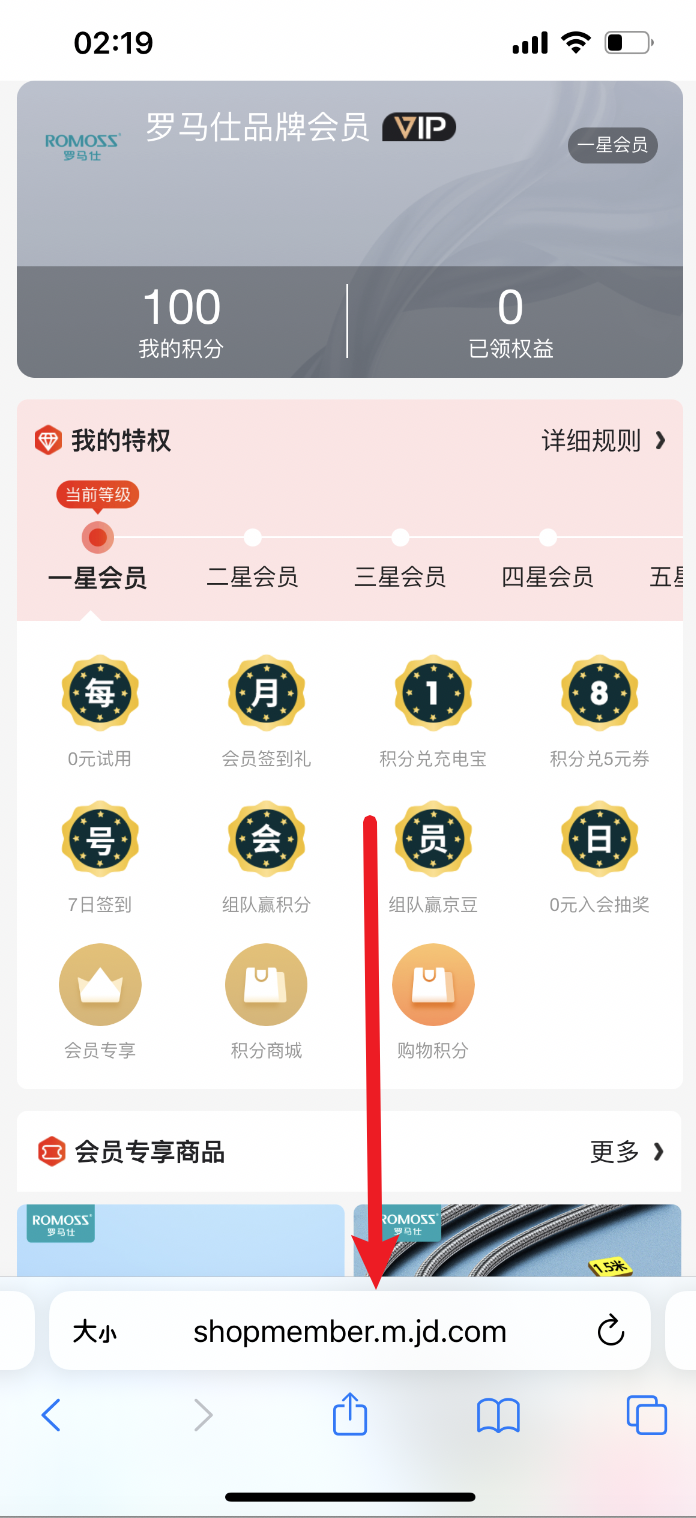 02:19
ROMOSS
罗马仕
罗马仕品牌会员 VIP
一星会员
100
我的积分
0
已领权益
我的特权
详细规则
当前等级
一星会员
二星会员
三星会员
四星会员
五星
每
月
1
8
0元试用
会员签到礼
积分兑充电宝
积分兑5元券
号
会
员
日
7日签到
组队赢积分
组队赢京豆
0元入会抽奖
会员专享
积分商城
购物积分
会员专享商品
更多
ROMOSS
罗马仕
ROMOSS
罗马仕
1.5米
大小
shopmember.m.jd.com